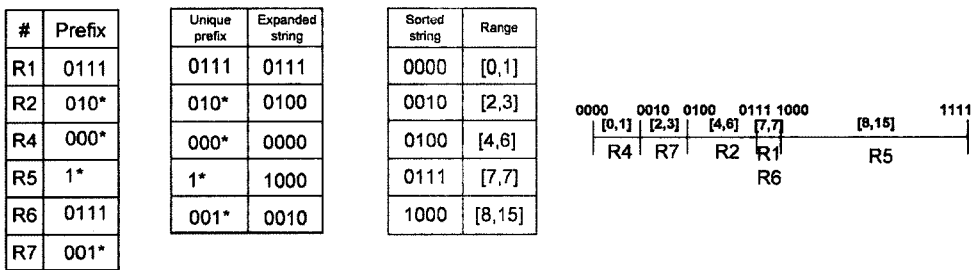 # Prefix
R1 0111
R2 010*
R4 000*
R5 1*
R6 0111
R7 001*
Unique prefix Expanded string
0111 0111
010* 0100
000* 0000
1* 1000
001* 0010
Sorted string Range
0000 [0,1]
0010 [2,3]
0100 [4,6]
0111 [7,7]
1000 [8,15]
0000 0010 0100 0111 1000 1111
[0,1] [2,3] [4,6] [7,7] [8,15]
R4 R7 R2 R1 R5
R6